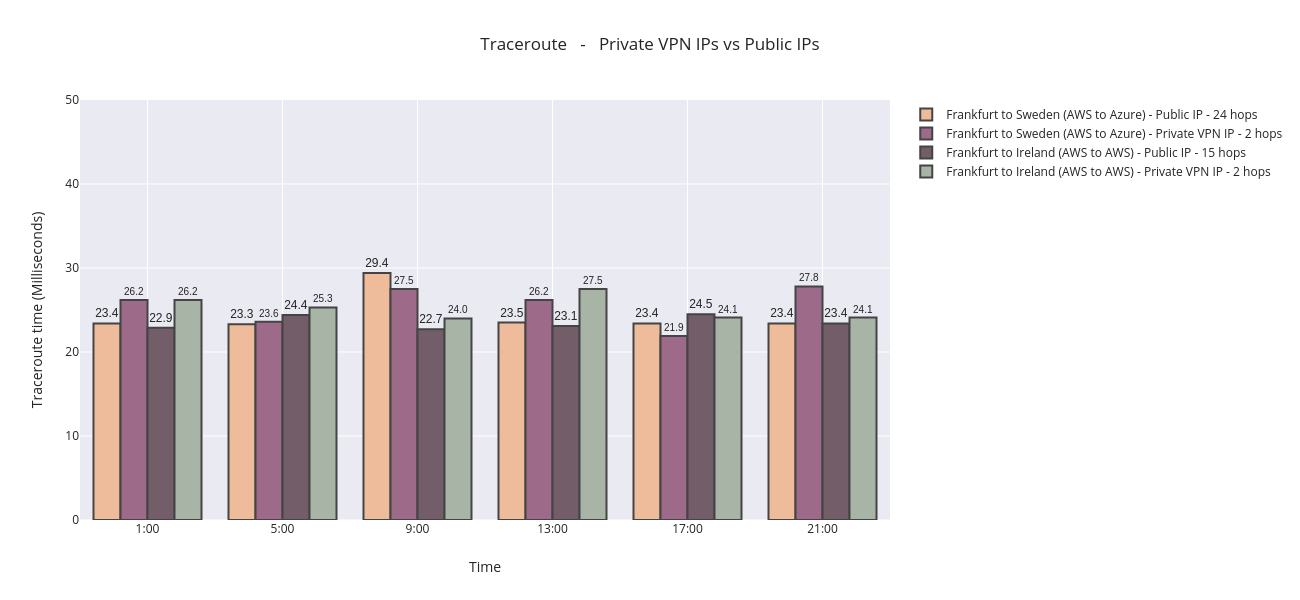 Traceroute - Private VPN IPs vs Public IPs
Frankfurt to Sweden (AWS to Azure) - Public IP - 24 hops
Frankfurt to Sweden (AWS to Azure) - Private VPN IP - 2 hops
Frankfurt to Ireland (AWS to AWS) - Public IP - 15 hops
Frankfurt to Ireland (AWS to AWS) - Private VPN IP - 2 hops
Traceroute time (Milliseconds)
50
40
30
20
10
0
23.4 26.2 22.9 26.2
23.3 23.6 24.4 25.3
29.4 27.5 22.7 24.0
23.5 26.2 23.1 27.5
23.4 21.9 24.5 24.1
23.4 27.8 23.4 24.1
1:00 5:00 9:00 13:00 17:00 21:00
Time